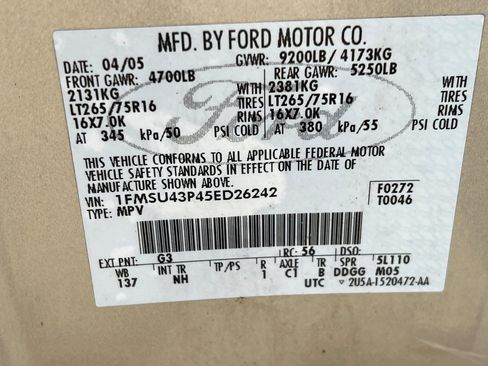 MFD. BY FORD MOTOR CO.
DATE: 04/05 GVWR: 9200LB / 4173KG
FRONT GAWR: 4700LB REAR GAWR: 5250LB
2131KG WITH 2381KG WITH
LT265/75R16 TIRES LT265/75R16 TIRES
16X7.0K RIMS 16X7.0K RIMS
AT 345 kPa/50 PSI COLD AT 380 kPa/55 PSI COLD
Ford
THIS VEHICLE CONFORMS TO ALL APPLICABLE FEDERAL MOTOR
VEHICLE SAFETY STANDARDS IN EFFECT ON THE DATE OF
MANUFACTURE SHOWN ABOVE.
VIN: 1FMSU43P45ED26242 F0272
TYPE: MPV T0046
EXT PNT: G3 RC: 56 DSO:
WB INT TR TP/PS R AXLE TR SPR 5L110
137 NH 1 C1 B DDGG M05
UTC ▽ 2U5A-1520472-AA